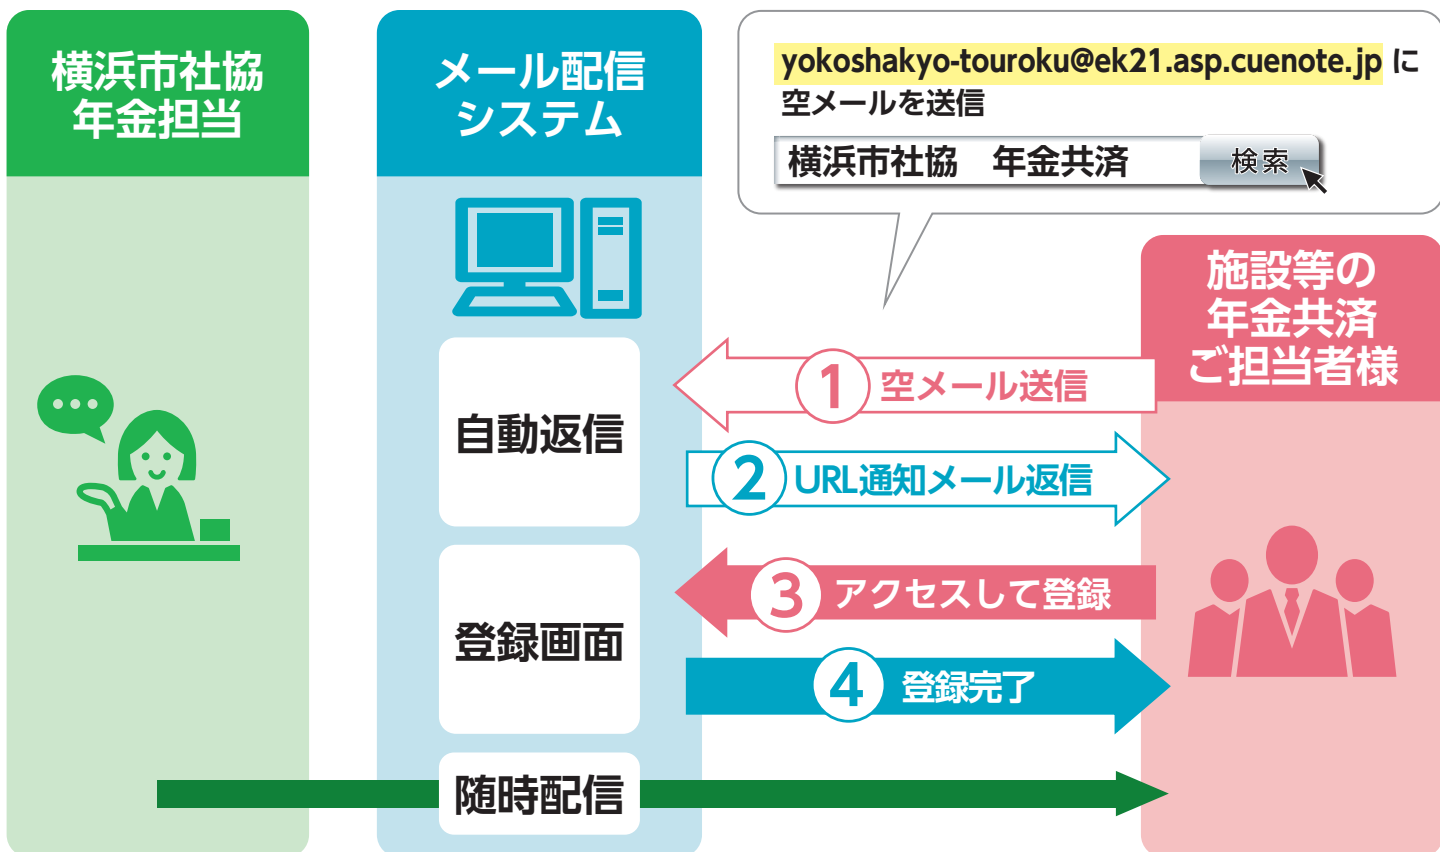 横浜市社協
年金担当
メール配信
システム
yokoshakyo-touroku@ek21.asp.cuenote.jp に
空メールを送信
横浜市社協　年金共済
検索
施設等の
年金共済
ご担当者様
自動返信
① 空メール送信
② URL通知メール返信
登録画面
③ アクセスして登録
④ 登録完了
随時配信